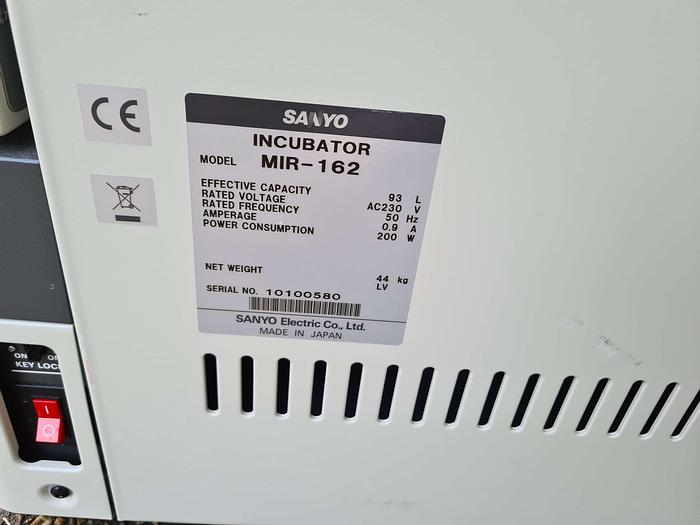 CE
SANYO
INCUBATOR
MODEL MIR-162
EFFECTIVE CAPACITY 93 L
RATED VOLTAGE AC230 V
RATED FREQUENCY 50 Hz
AMPERAGE 0.9 A
POWER CONSUMPTION 200 W
NET WEIGHT 44 kg
LV
SERIAL NO. 10100580
SANYO Electric Co., Ltd.
MADE IN JAPAN
ON
KEY LOCK
I
O